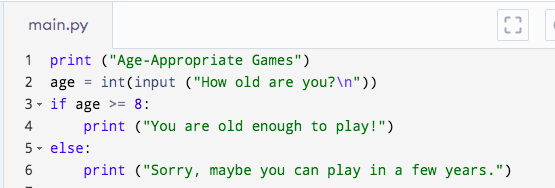 main.py
1 print ("Age-Appropriate Games")
2 age = int(input ("How old are you?\n"))
3 if age >= 8:
4     print ("You are old enough to play!")
5 else:
6     print ("Sorry, maybe you can play in a few years.")